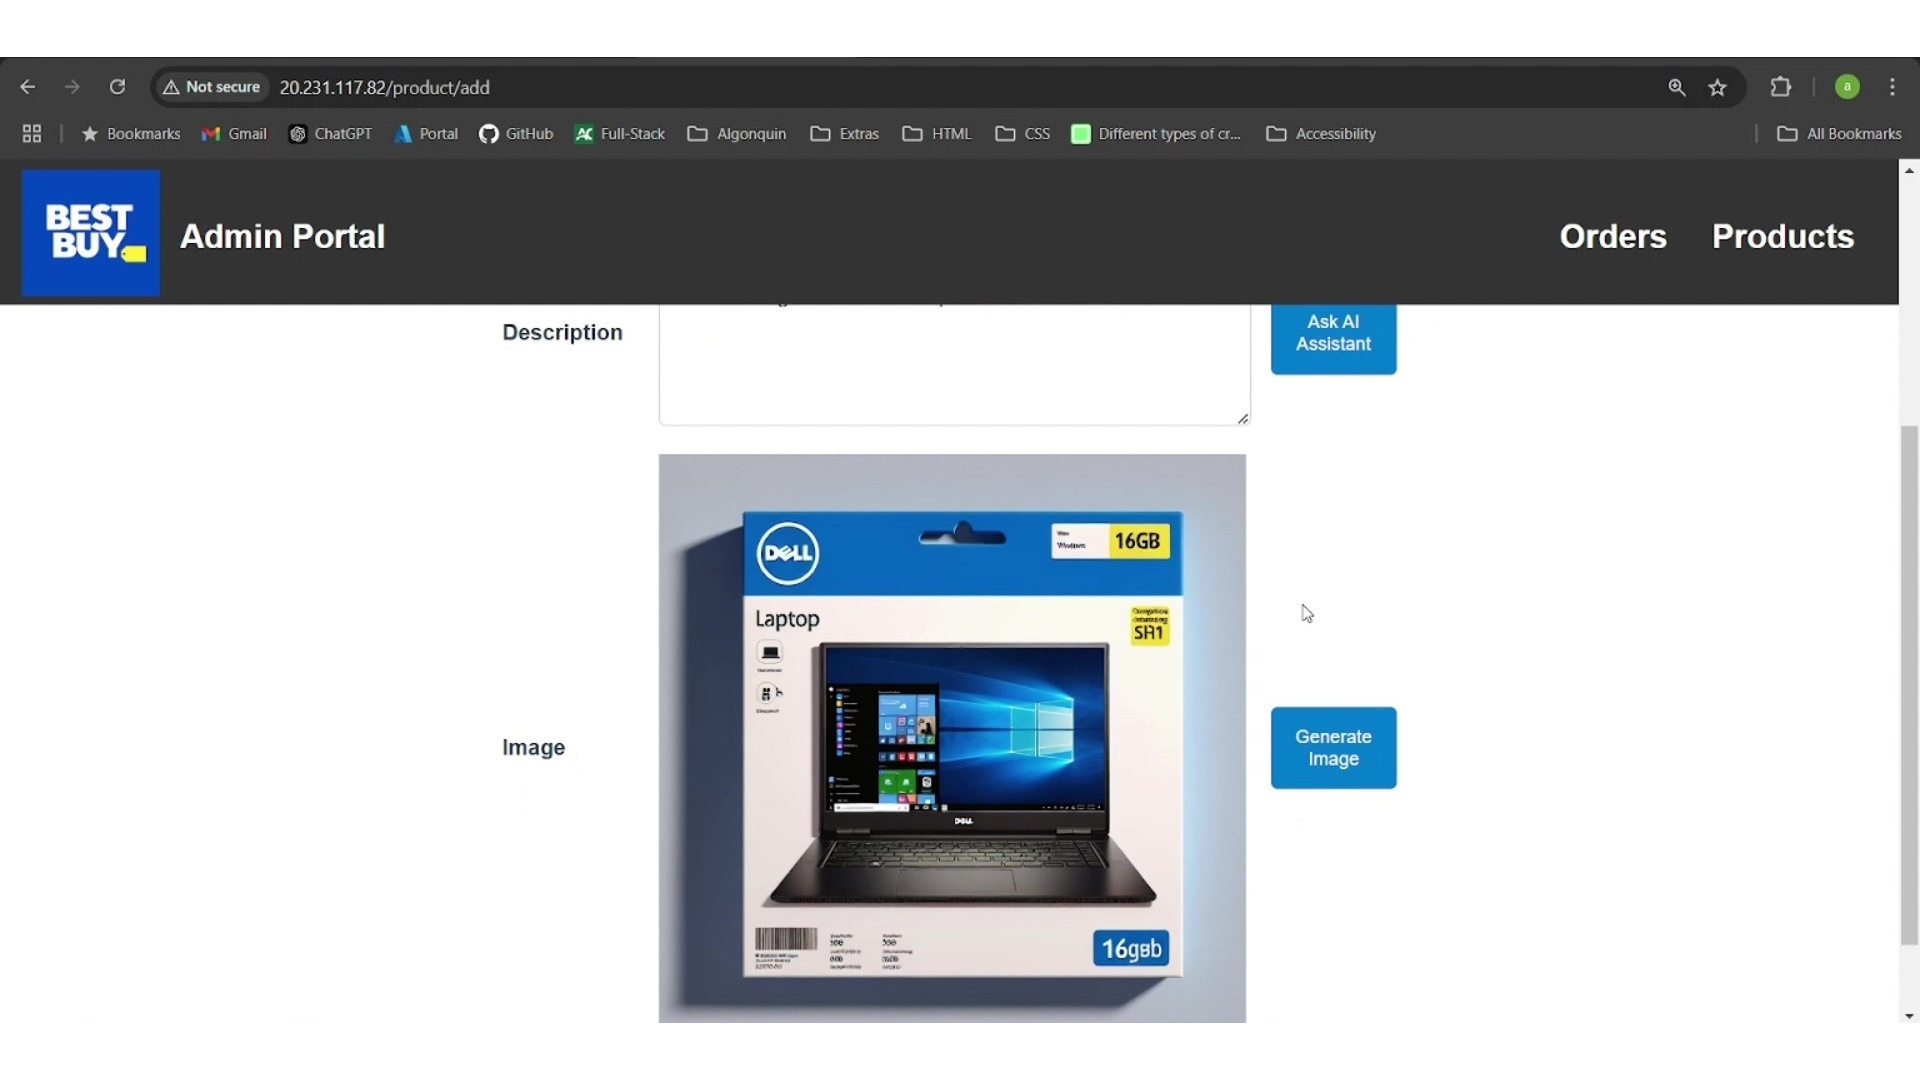 Not secure
20.231.117.82/product/add
a
Bookmarks
Gmail
ChatGPT
Portal
GitHub
Full-Stack
Algonquin
Extras
HTML
CSS
Different types of cr...
Accessibility
All Bookmarks
BEST
BUY
Admin Portal
Orders
Products
Description
Ask AI
Assistant
DELL
Windows
16GB
Laptop
SH1
DELL
Image
Generate
Image
16gsb